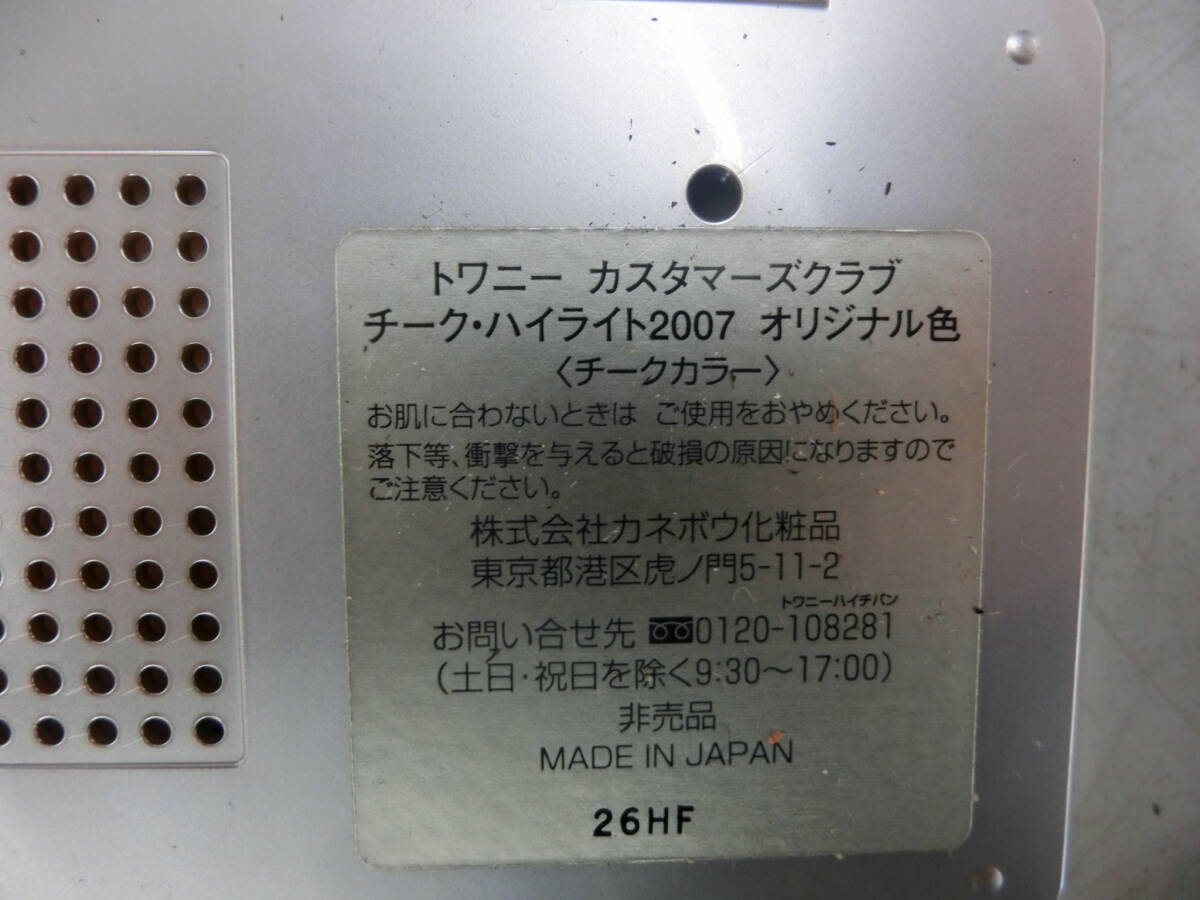 トワニー カスタマーズクラブ
チーク・ハイライト2007 オリジナル色
〈チークカラー〉
お肌に合わないときは ご使用をおやめください。
落下等、衝撃を与えると破損の原因になりますので
ご注意ください。
株式会社カネボウ化粧品
東京都港区虎ノ門5-11-2
トワニーハイチバン
お問い合せ先 0120-108281
(土日・祝日を除く9:30〜17:00)
非売品
MADE IN JAPAN
26HF